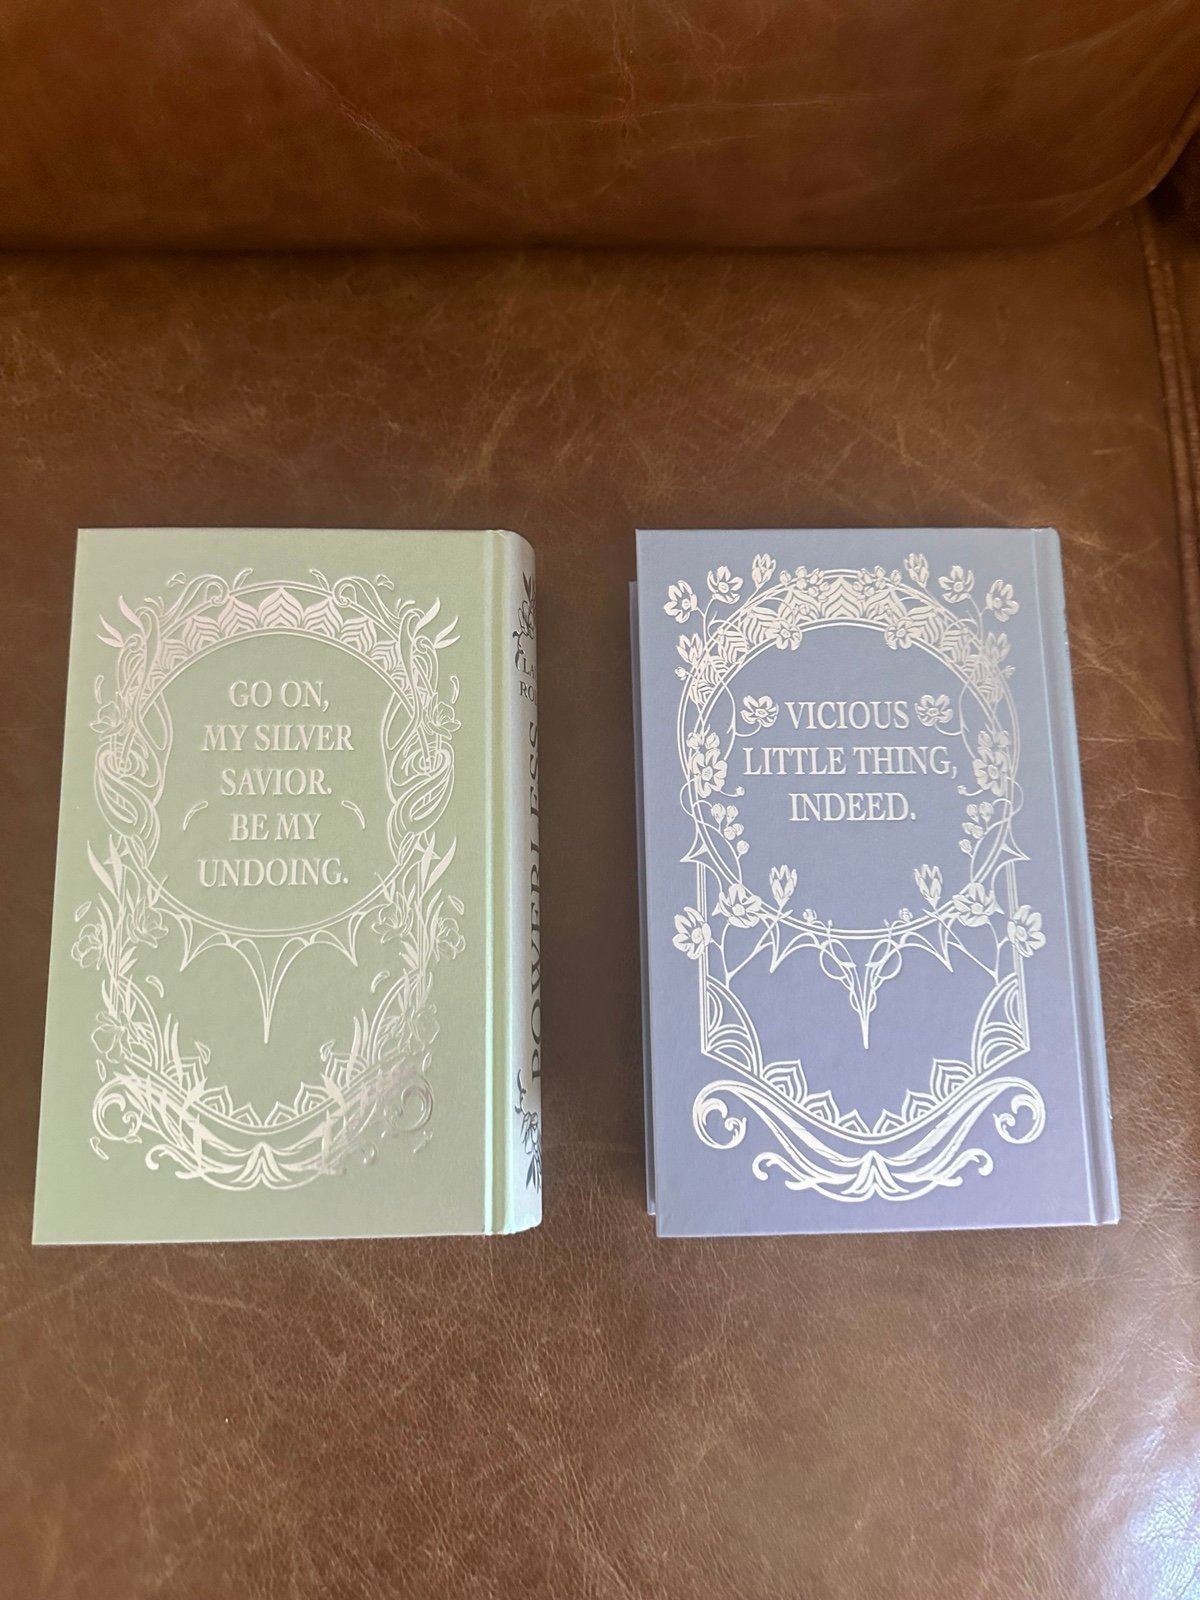 GO ON,
MY SILVER
SAVIOR.
BE MY
UNDOING.
POWERLESS
VICIOUS
LITTLE THING,
INDEED.